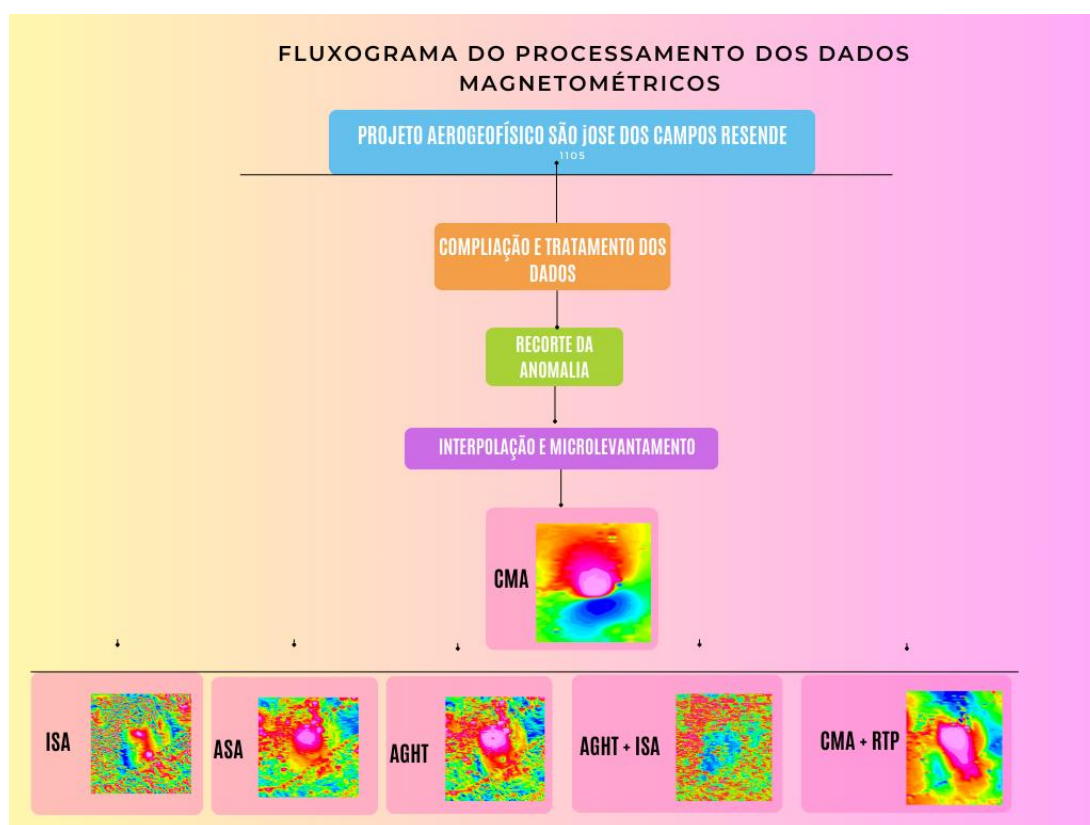 FLUXOGRAMA DO PROCESSAMENTO DOS DADOS
MAGNETOMÉTRICOS
PROJETO AEROGEOFÍSICO SÃO jOSE DOS CAMPOS RESENDE
1105
COMPLIAÇÃO E TRATAMENTO DOS
DADOS
RECORTE DA
ANOMALIA
INTERPOLAÇÃO E MICROLEVANTAMENTO
CMA
ISA
ASA
AGHT
AGHT + ISA
CMA + RTP